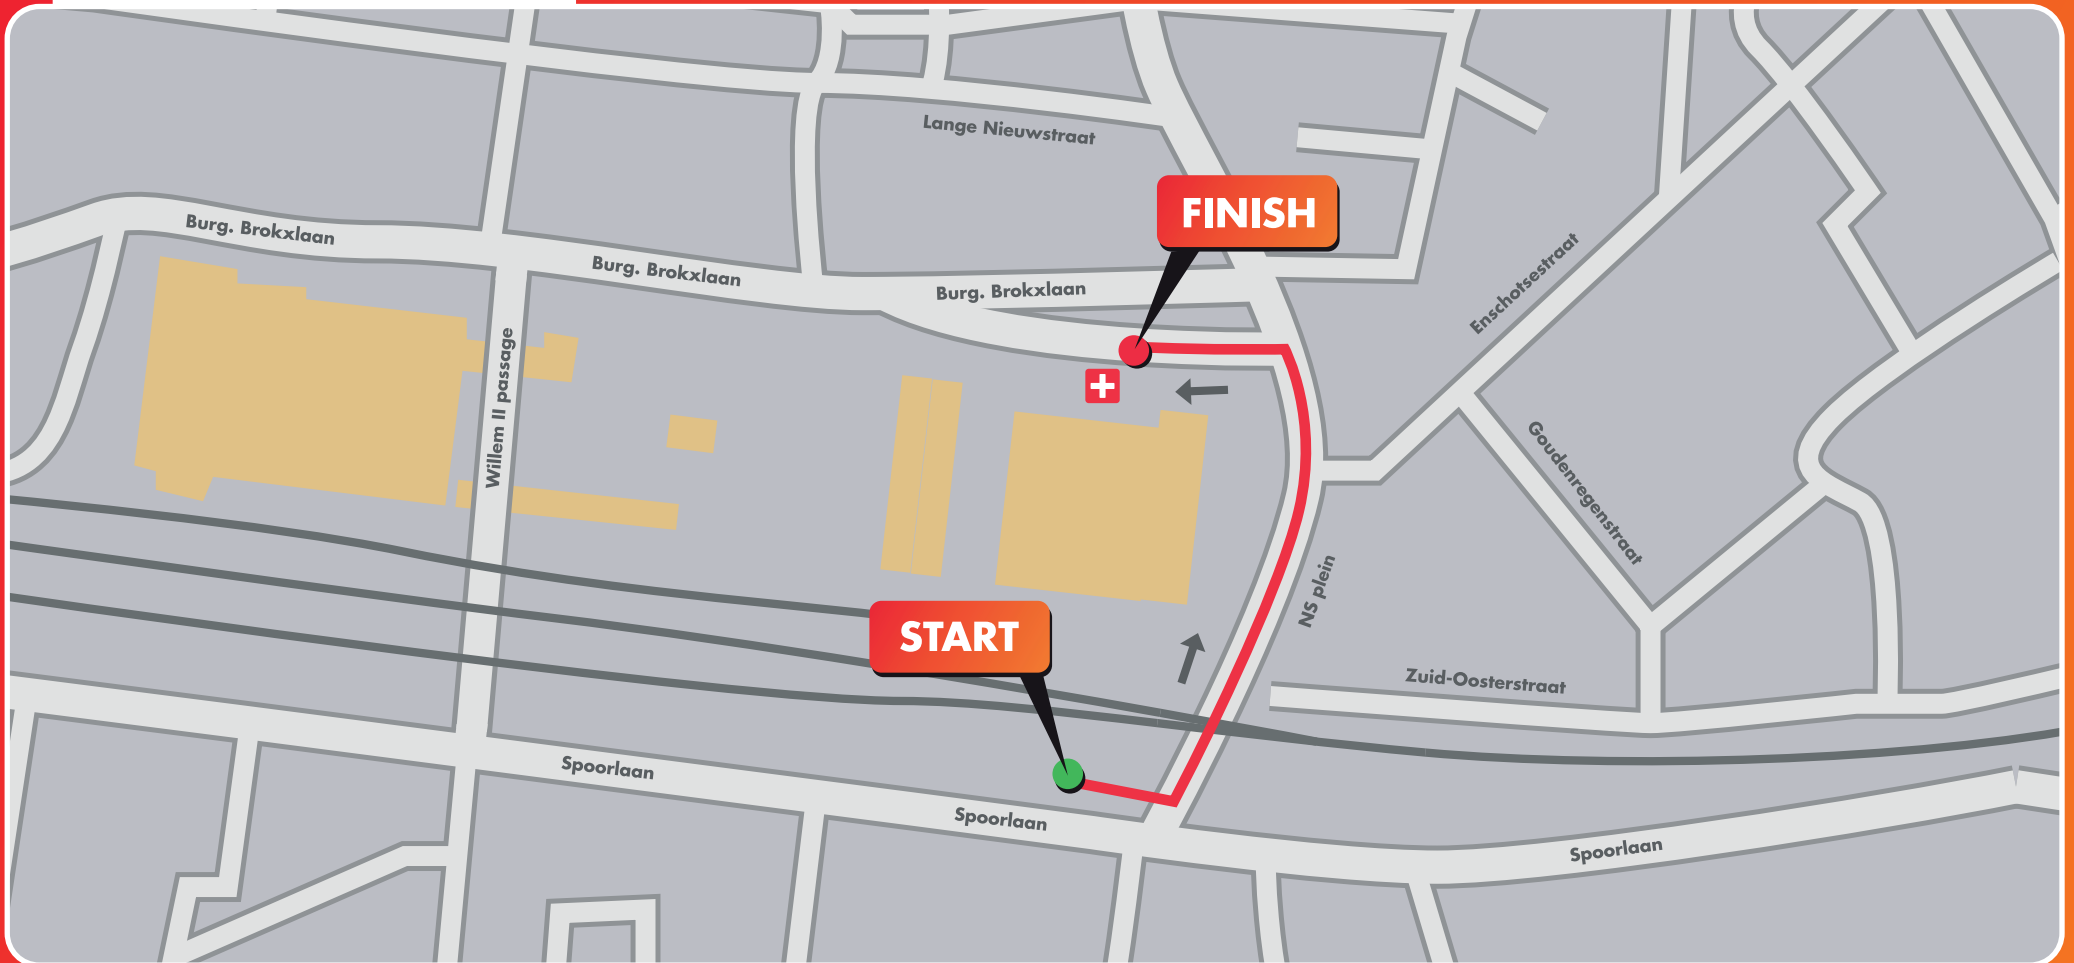 Lange Nieuwstraat
FINISH
Burg. Brokxlaan
Burg. Brokxlaan
Burg. Brokxlaan
Enschotsestraat
Willem II passage
Goudenregenstraat
NS plein
START
Zuid-Oosterstraat
Spoorlaan
Spoorlaan
Spoorlaan